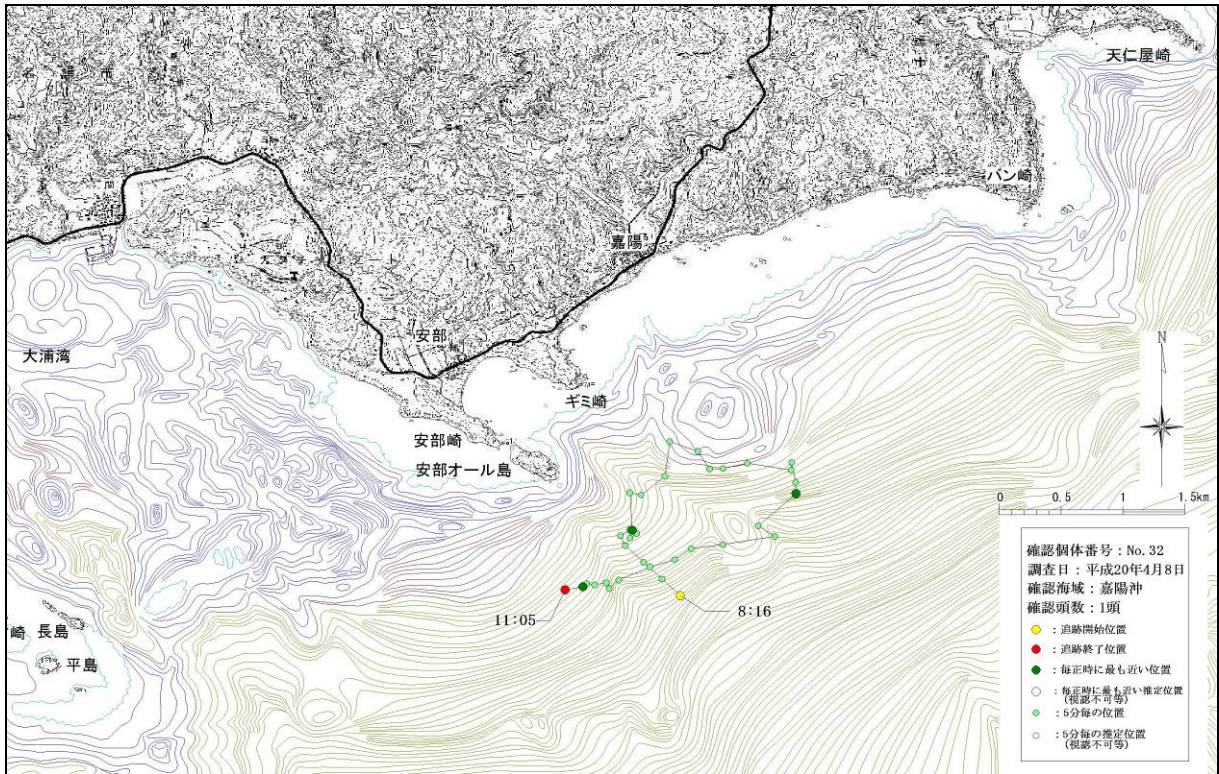 天仁屋崎
バン崎
嘉陽
安部
大浦湾
ギミ崎
安部崎
安部オール島
N
0 0.5 1 1.5km
11:05
8:16
崎
長島
平島
確認個体番号：No.32
調査日：平成20年4月8日
確認海域：嘉陽沖
確認頭数：1頭
：追跡開始位置
：追跡終了位置
：毎正時に最も近い位置
：毎正時に最も近い推定位置
(視認不可等)
：5分毎の位置
：5分毎の推定位置
(視認不可等)